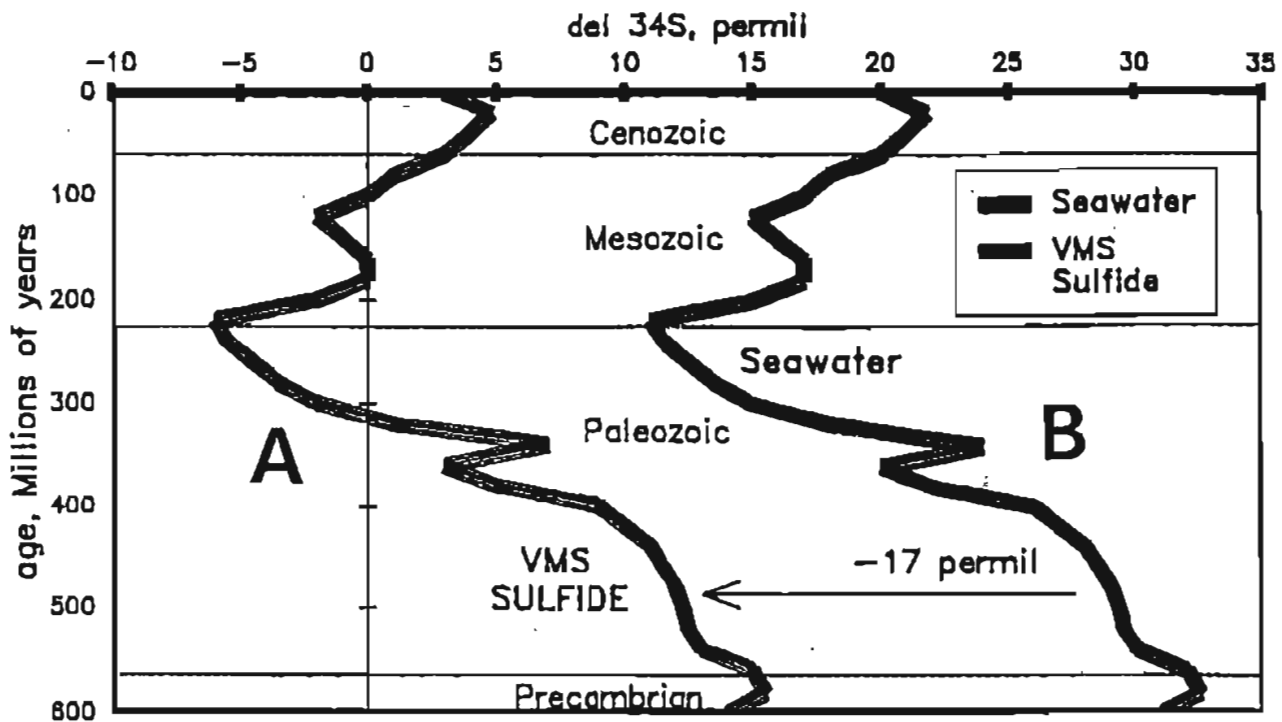 del 34S, permil
-10 -5 0 5 10 15 20 25 30 35
0
Cenozoic
100
Seawater
VMS
Sulfide
Mesozoic
200
Seawater
300
Paleozoic
A
B
400
VMS
SULFIDE
-17 permil
500
Precambrian
600
age, Millions of years